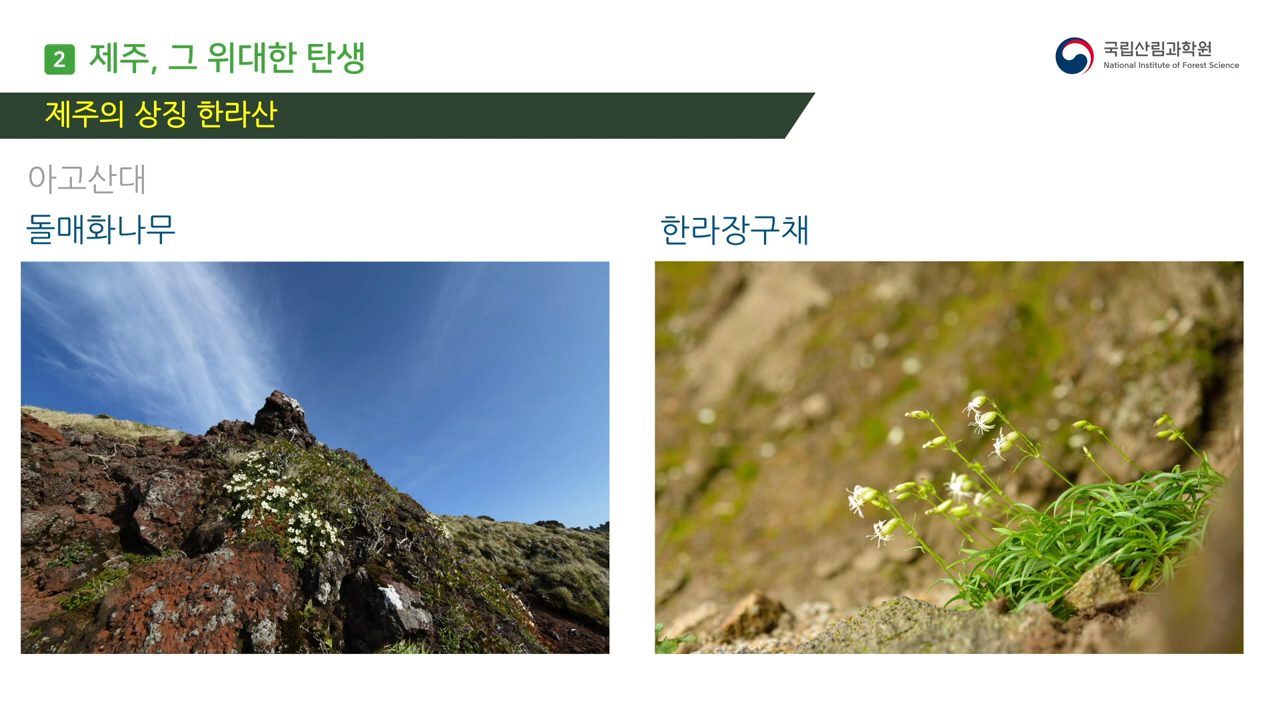 2 제주, 그 위대한 탄생
국립산림과학원
National Institute of Forest Science
제주의 상징 한라산
아고산대
돌매화나무
한라장구채